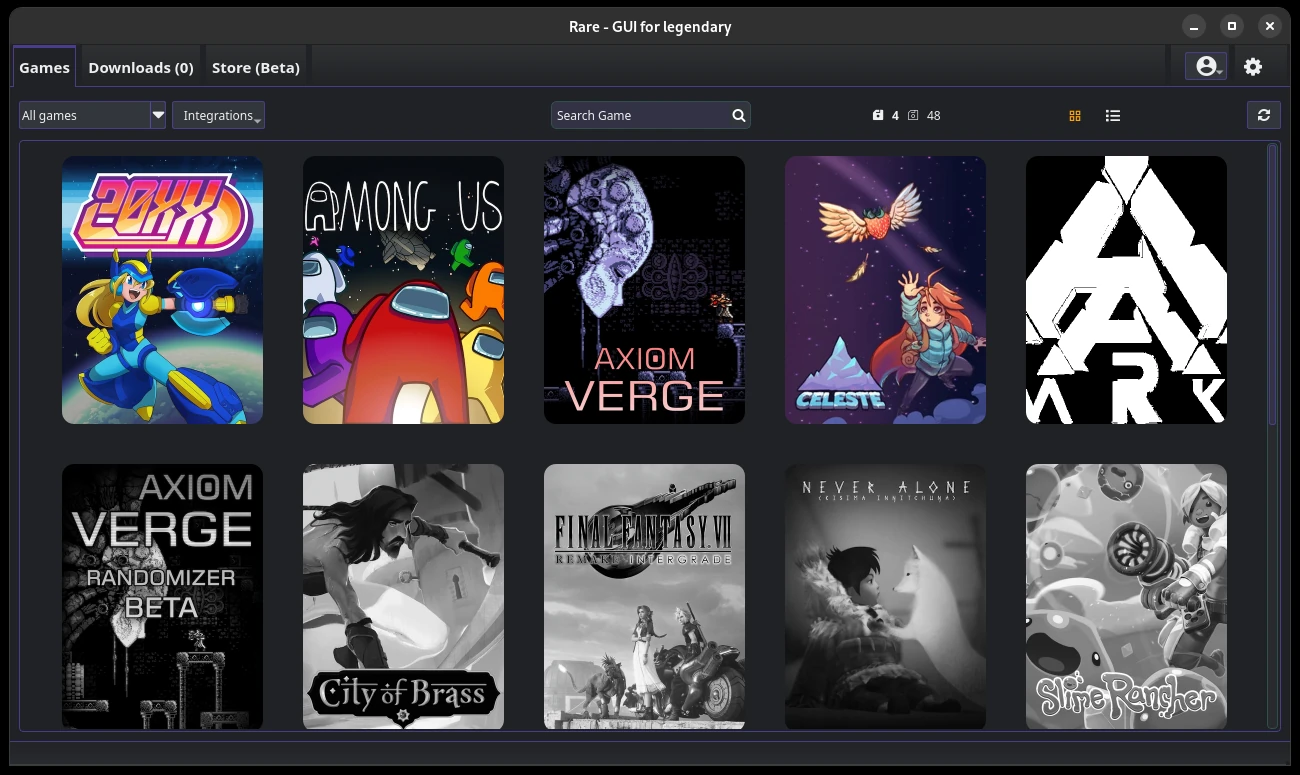 Rare - GUI for legendary
Games
Downloads (0)
Store (Beta)
All games
Integrations
Search Game
4
48
20XX
AMONG US
AXIOM
VERGE
CELESTE
ARK
AXIOM
VERGE
RANDOMIZER
BETA
City of Brass
FINAL FANTASY VII
REMAKE INTERGRADE
NEVER ALONE
(KISIMA INNITCHUNA)
Slime Rancher